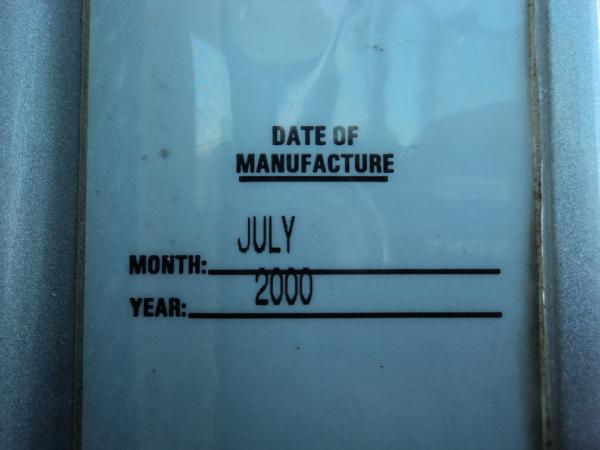 DATE OF
MANUFACTURE
JULY
MONTH:
2000
YEAR: